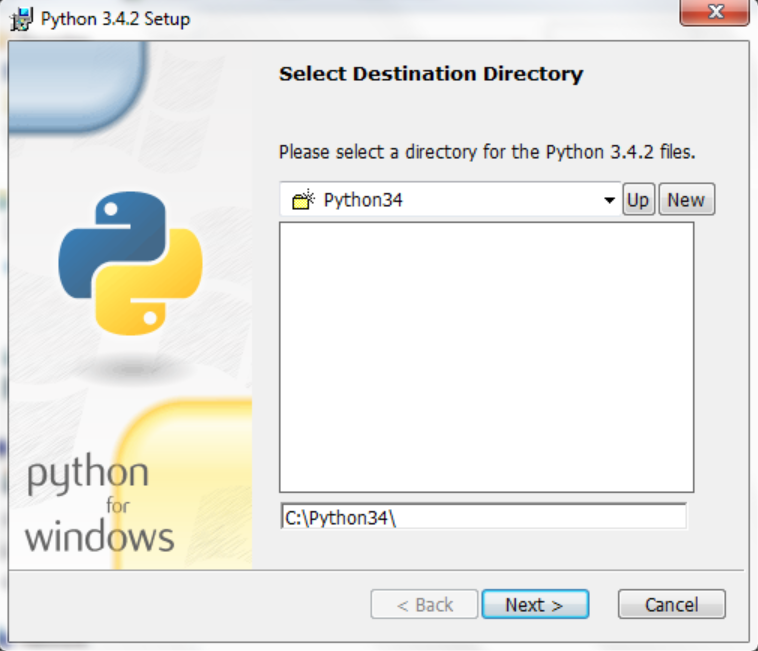 Python 3.4.2 Setup
Select Destination Directory
Please select a directory for the Python 3.4.2 files.
Python34
Up
New
C:\Python34\
python
for
windows
< Back
Next >
Cancel